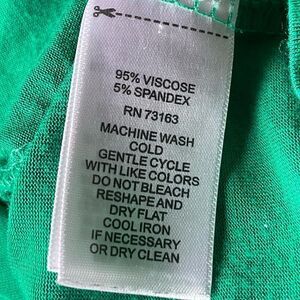 95% VISCOSE
5% SPANDEX
RN 73163
MACHINE WASH
COLD
GENTLE CYCLE
WITH LIKE COLORS
DO NOT BLEACH
RESHAPE AND
DRY FLAT
COOL IRON
IF NECESSARY
OR DRY CLEAN